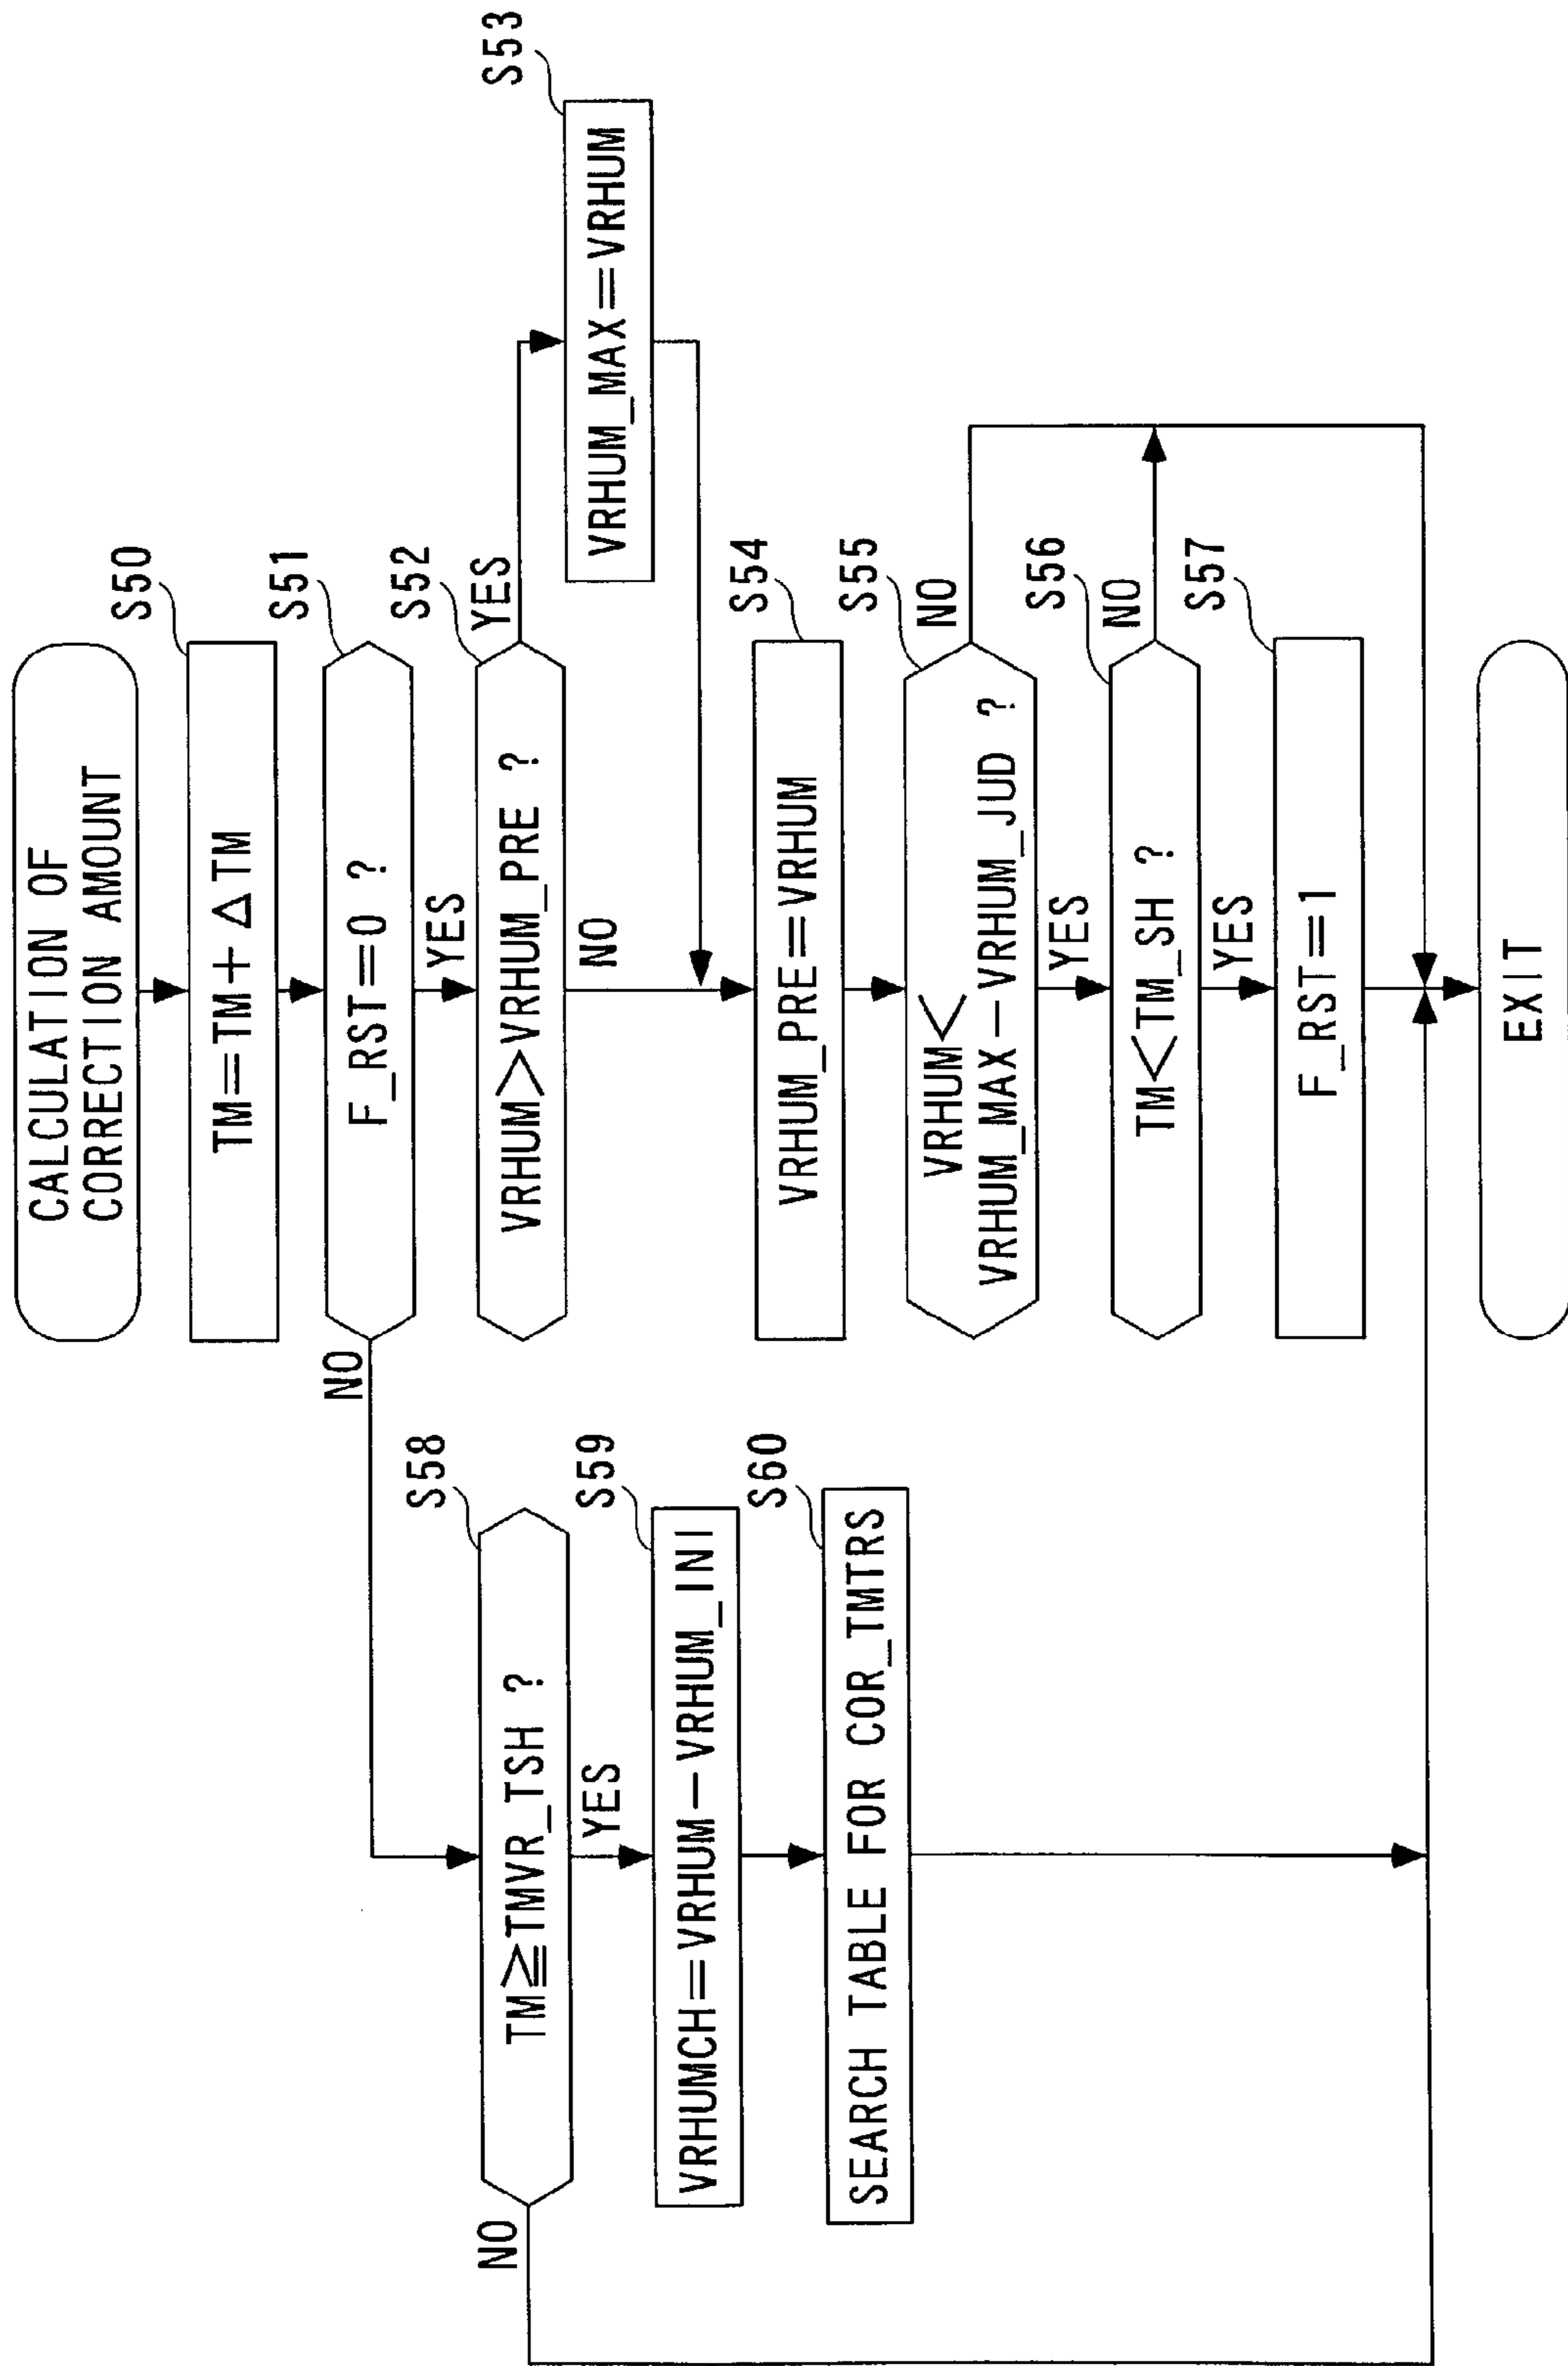 CALCULATION OF
CORRECTION AMOUNT
S50
TM=TM+ΔTM
S51
F_RST=0 ?
NO
YES
S52
VRHUM>VRHUM_PRE ?
YES
NO
S53
VRHUM_MAX=VRHUM
S54
VRHUM_PRE=VRHUM
S55
VRHUM<
VRHUM_MAX-VRHUM_JUD ?
NO
YES
S56
TM<TM_SH ?
NO
YES
S57
F_RST=1
S58
TM≧TMVR_TSH ?
NO
YES
S59
VRHUMCH=VRHUM-VRHUM_INI
S60
SEARCH TABLE FOR COR_TMTRS
EXIT